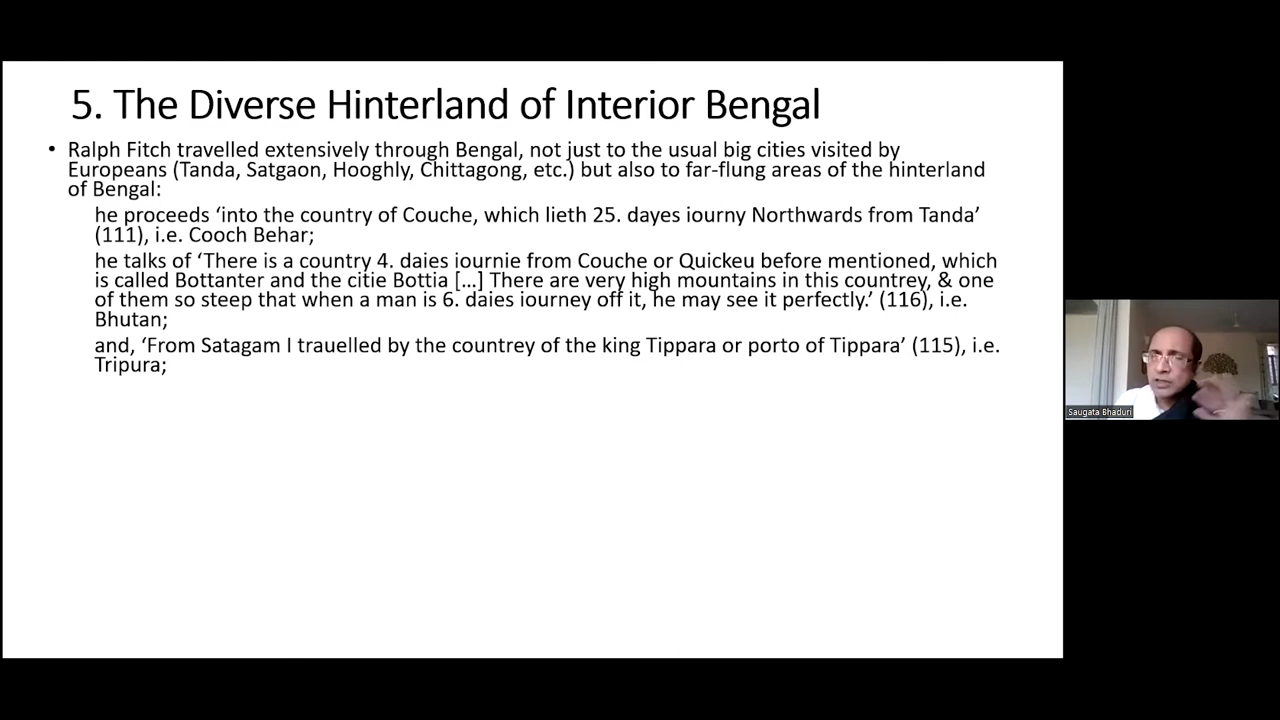 5. The Diverse Hinterland of Interior Bengal
• Ralph Fitch travelled extensively through Bengal, not just to the usual big cities visited by
Europeans (Tanda, Satgaon, Hooghly, Chittagong, etc.) but also to far-flung areas of the hinterland
of Bengal:
he proceeds ‘into the country of Couche, which lieth 25. dayes iourny Northwards from Tanda’
(111), i.e. Cooch Behar;
he talks of ‘There is a country 4. daies iournie from Couche or Quickeu before mentioned, which
is called Bottanter and the citie Bottia [...] There are very high mountains in this countrey, & one
of them so steep that when a man is 6. daies iourney off it, he may see it perfectly.’ (116), i.e.
Bhutan;
and, ‘From Satagam I trauelled by the countrey of the king Tippara or porto of Tippara’ (115), i.e.
Tripura;
Saugata Bhaduri